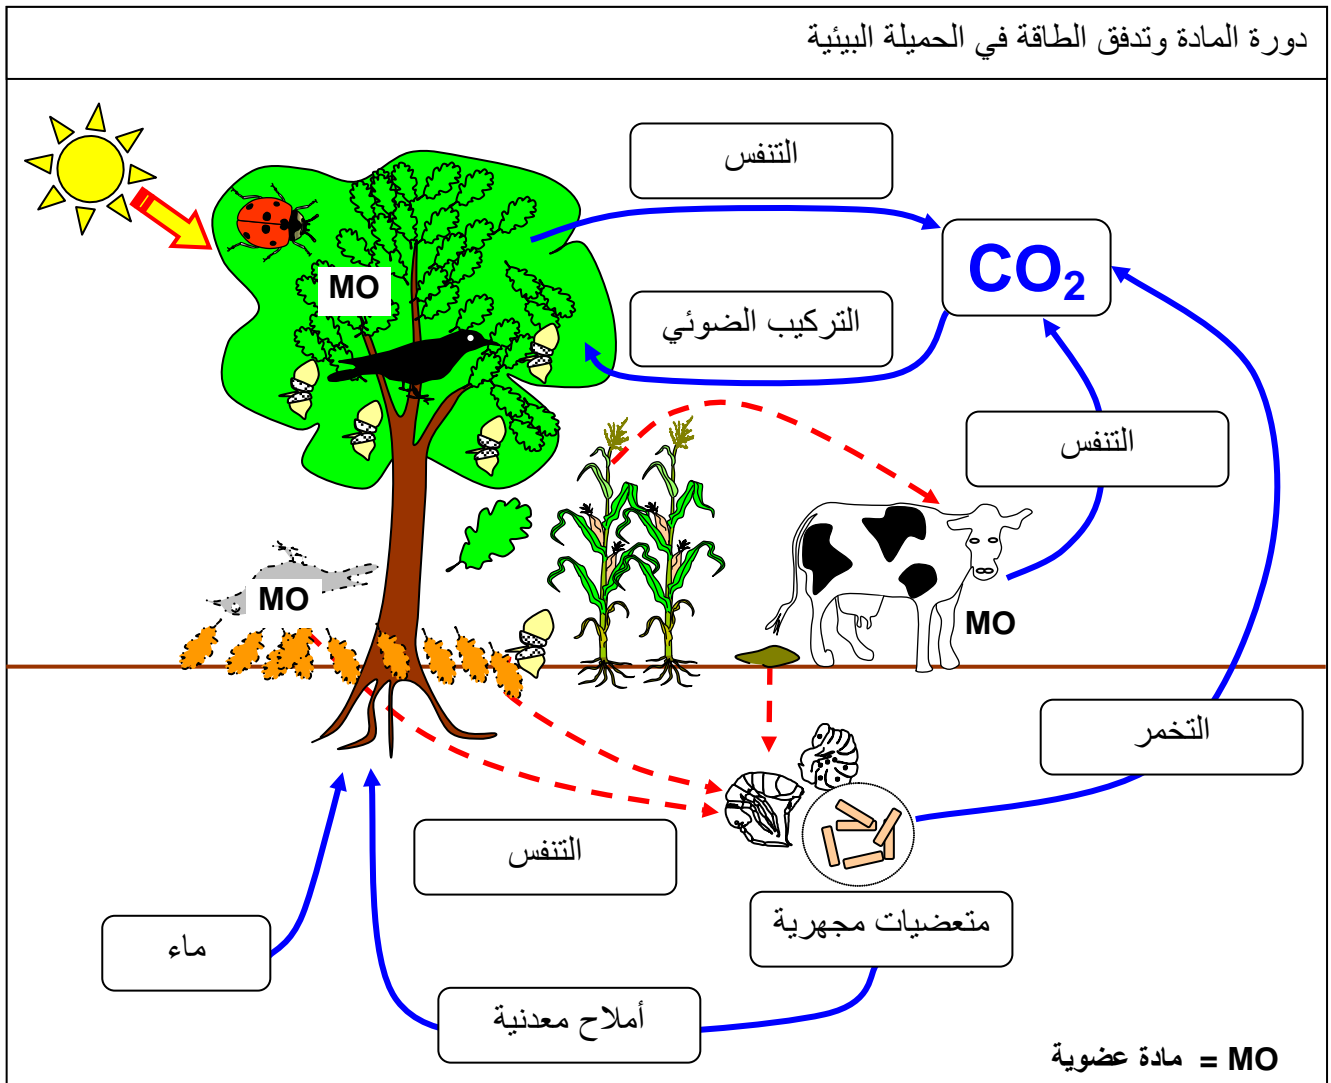 دورة المادة وتدفق الطاقة في الحميلة البيئية
التنفس
CO2
MO
التركيب الضوئي
التنفس
MO
MO
التخمر
التنفس
متعضيات مجهرية
ماء
أملاح معدنية
MO = مادة عضوية